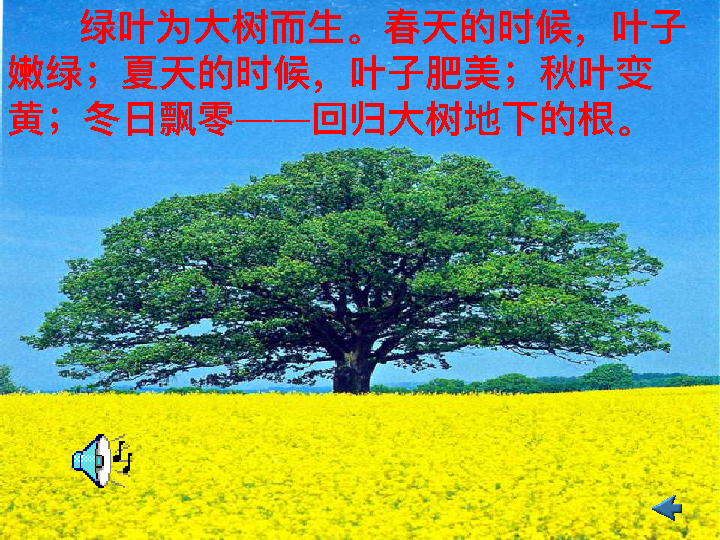 绿叶为大树而生。春天的时候，叶子
嫩绿；夏天的时候，叶子肥美；秋叶变
黄；冬日飘零——回归大树地下的根。